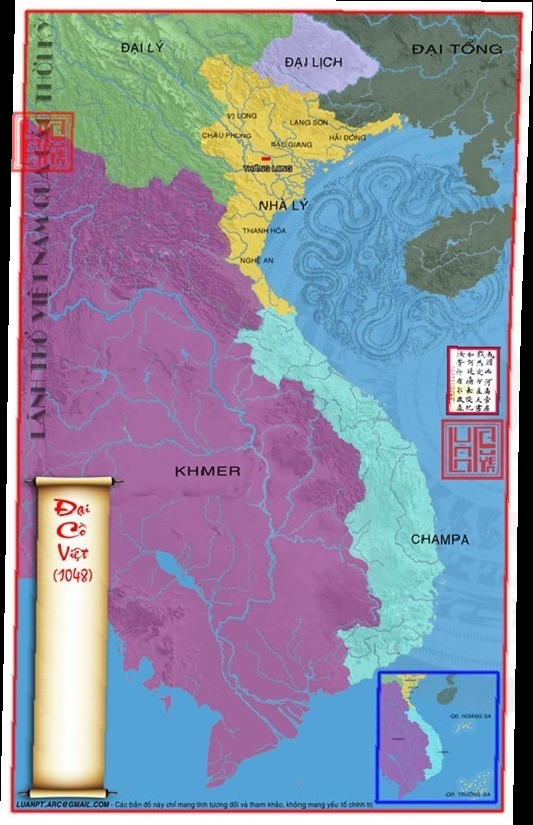 LÃNH THỔ VIỆT NAM QUA CÁC THỜI KỲ
ĐẠI LÝ
ĐẠI LỊCH
ĐẠI TỐNG
VỊ LONG
LẠNG SƠN
CHÂU PHONG
BẮC GIANG
HẢI ĐÔNG
THĂNG LONG
NHÀ LÝ
THANH HÓA
NGHỆ AN
KHMER
CHAMPA
Đại
Cồ
Việt
(1048)
QĐ. HOÀNG SA
QĐ. TRƯỜNG SA
LUANPT.ARC@GMAIL.COM - Các bản đồ này chỉ mang tính tương đối và tham khảo, không mang yếu tố chính trị